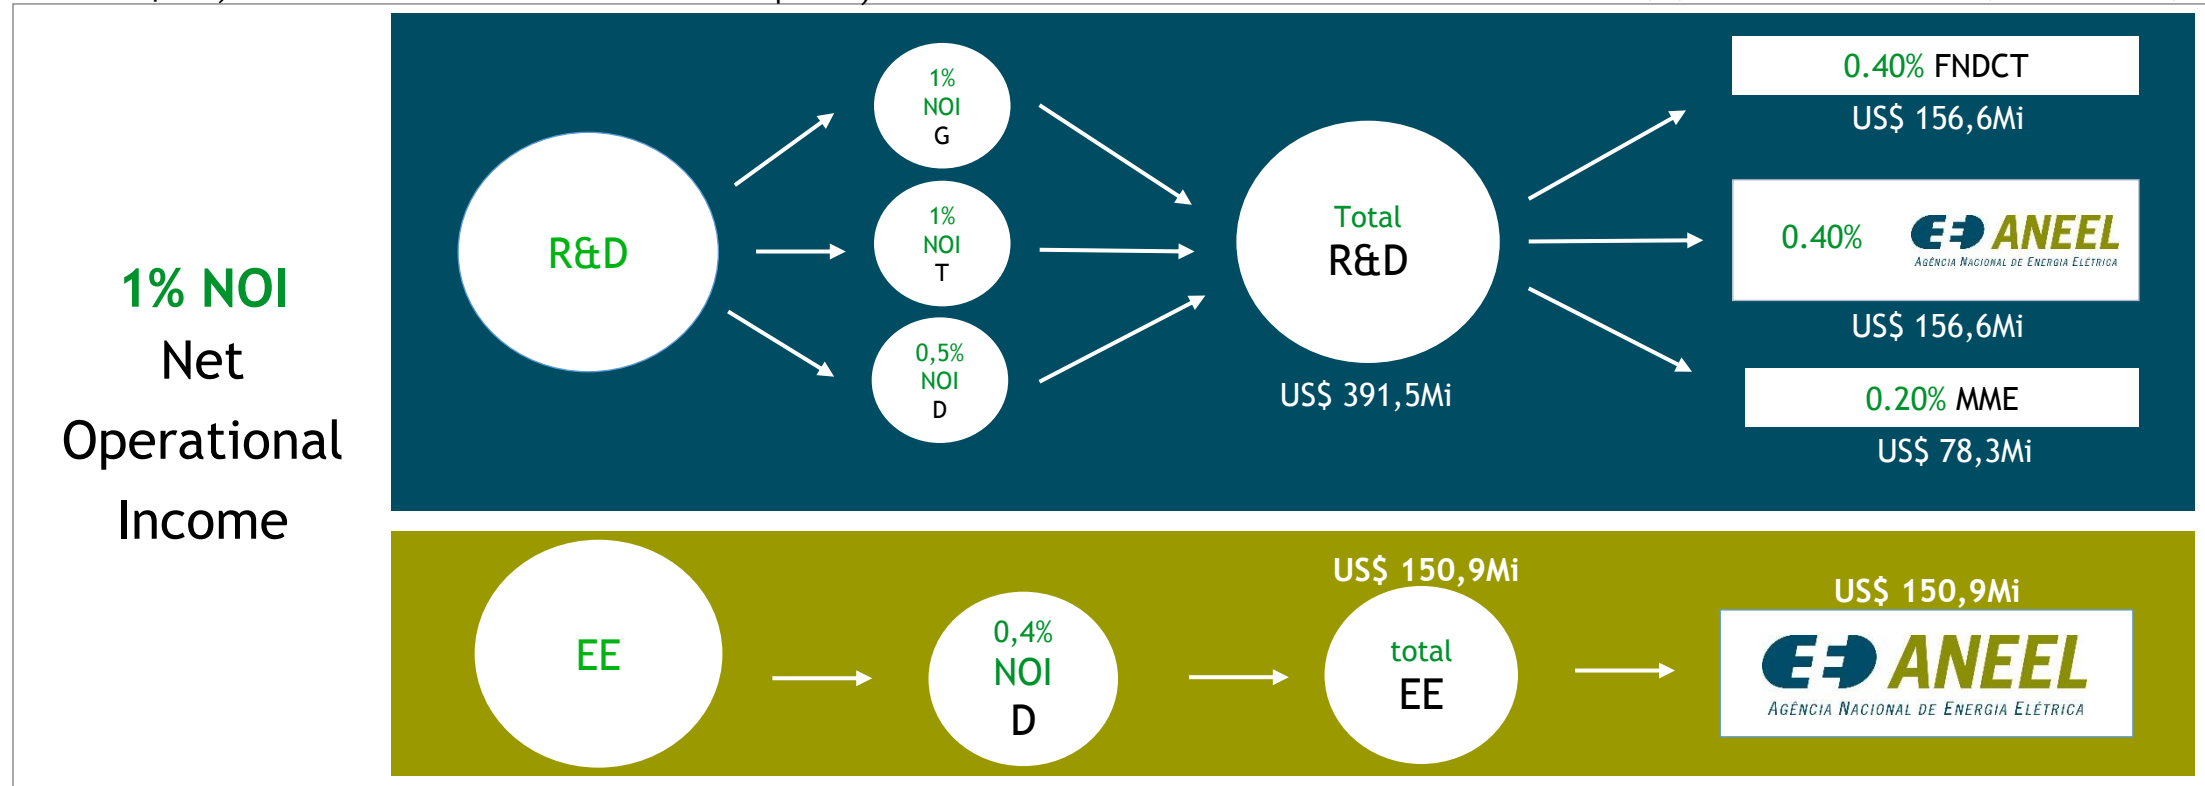 1% NOI
Net
Operational
Income
R&D
1%
NOI
G
1%
NOI
T
0,5%
NOI
D
Total
R&D
US$ 391,5Mi
0.40% FNDCT
US$ 156,6Mi
0.40%
ANEEL
AGÊNCIA NACIONAL DE ENERGIA ELÉTRICA
US$ 156,6Mi
0.20% MME
US$ 78,3Mi
EE
0,4%
NOI
D
US$ 150,9Mi
total
EE
US$ 150,9Mi
ANEEL
AGÊNCIA NACIONAL DE ENERGIA ELÉTRICA